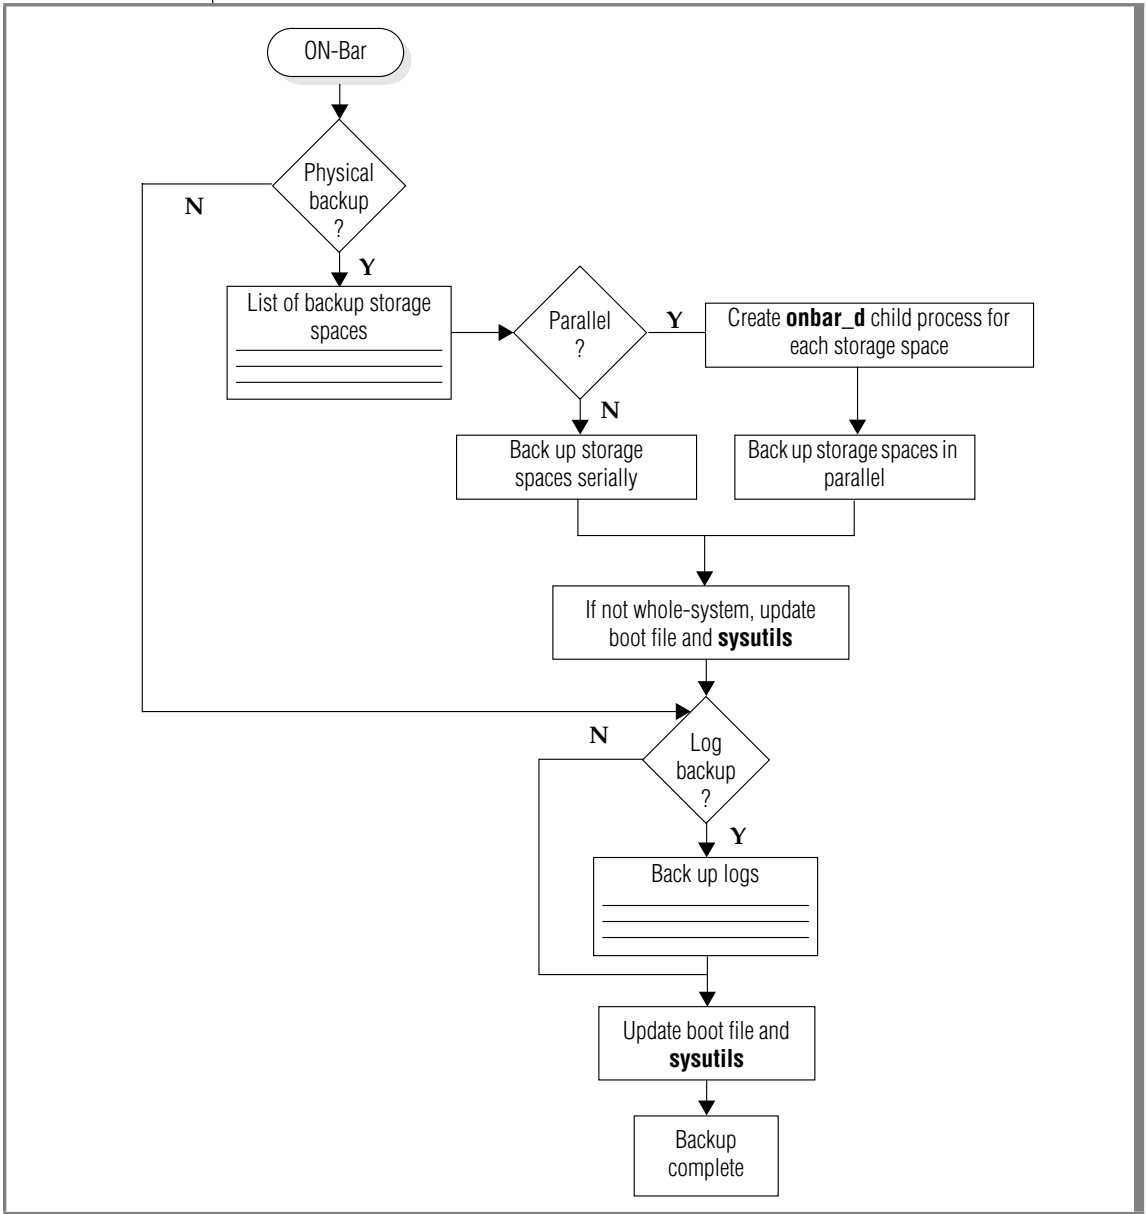 ON-Bar
Physical
backup
?
N
Y
List of backup storage
spaces
Parallel
?
Y
Create onbar_d child process for
each storage space
N
Back up storage
spaces serially
Back up storage spaces in
parallel
If not whole-system, update
boot file and sysutils
N
Log
backup
?
Y
Back up logs
Update boot file and
sysutils
Backup
complete